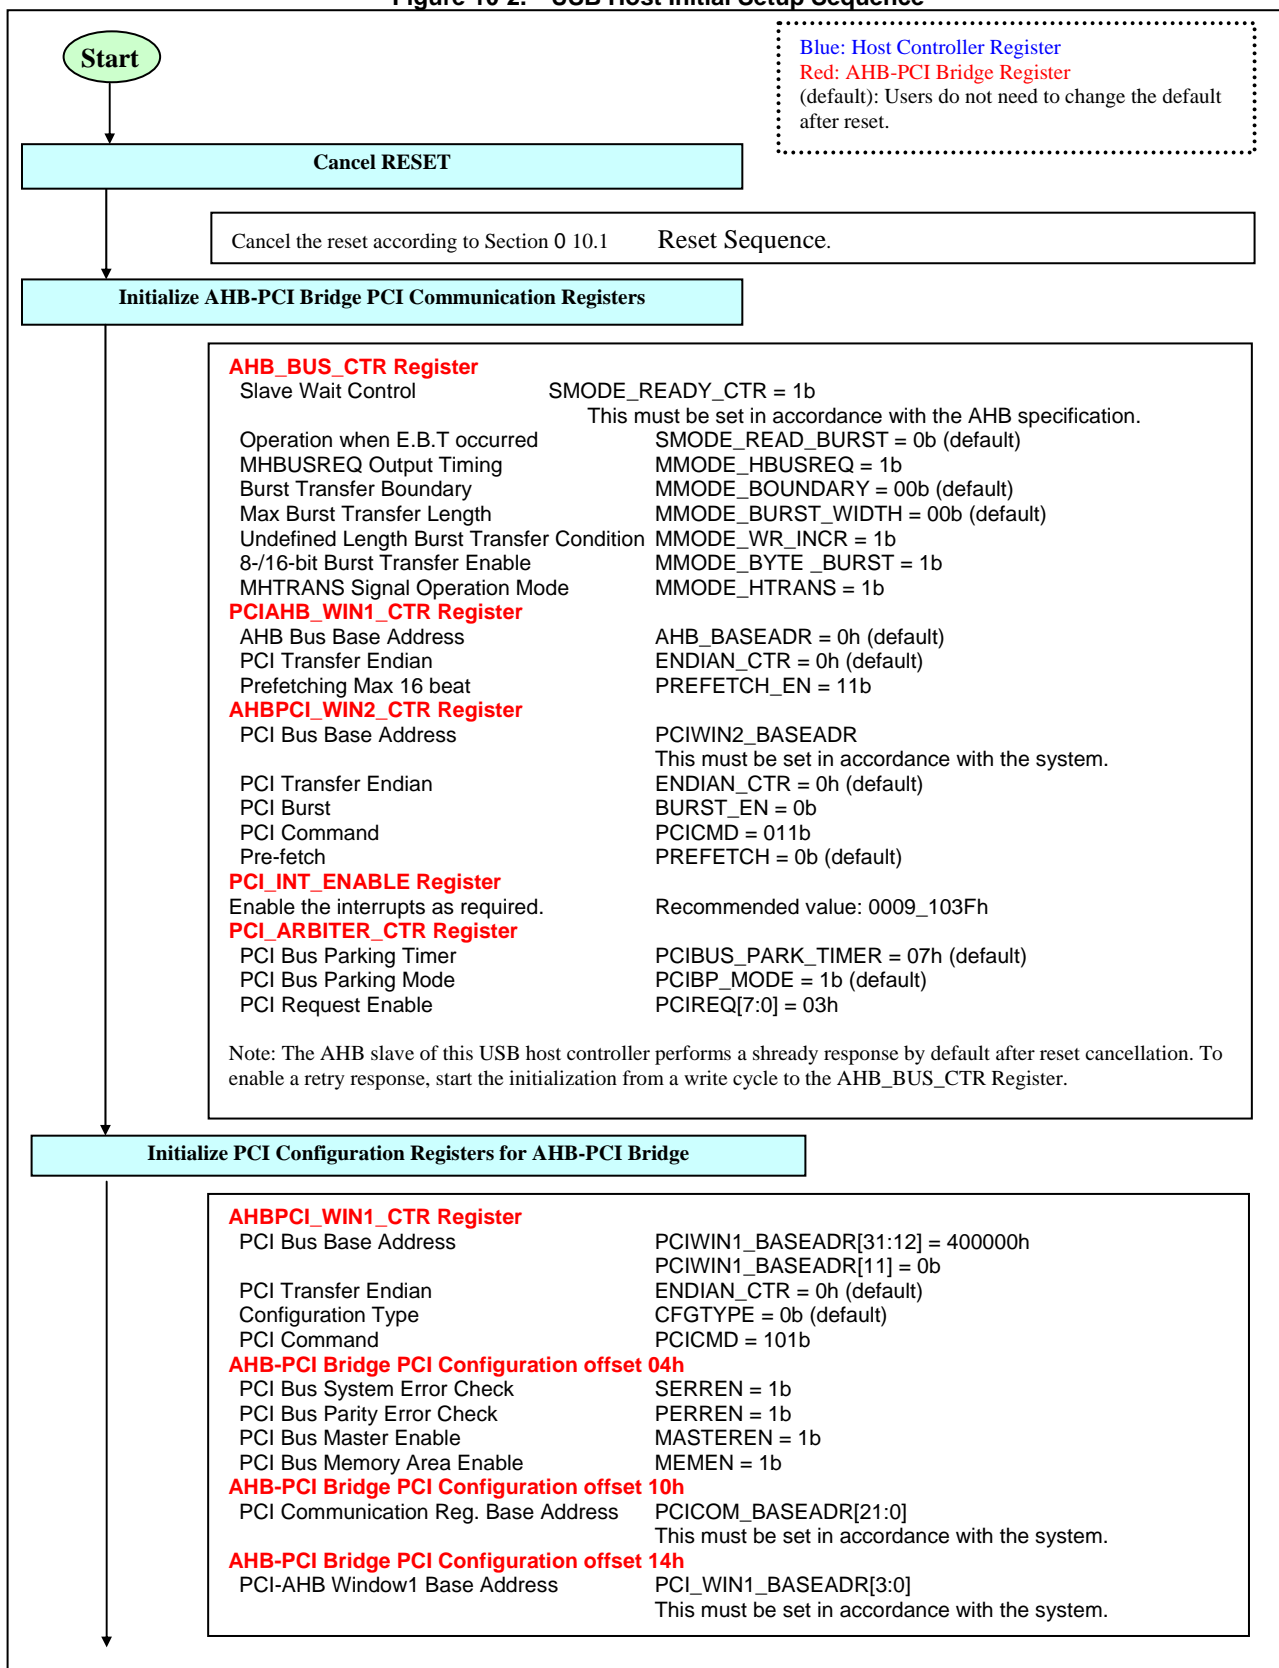 Figure 10-2. USB Host Initial Setup Sequence
Start
Blue: Host Controller Register
Red: AHB-PCI Bridge Register
(default): Users do not need to change the default
after reset.
Cancel RESET
Cancel the reset according to Section 0 10.1 Reset Sequence.
Initialize AHB-PCI Bridge PCI Communication Registers
AHB_BUS_CTR Register
Slave Wait Control SMODE_READY_CTR = 1b
This must be set in accordance with the AHB specification.
Operation when E.B.T occurred SMODE_READ_BURST = 0b (default)
MHBUSREQ Output Timing MMODE_HBUSREQ = 1b
Burst Transfer Boundary MMODE_BOUNDARY = 00b (default)
Max Burst Transfer Length MMODE_BURST_WIDTH = 00b (default)
Undefined Length Burst Transfer Condition MMODE_WR_INCR = 1b
8-/16-bit Burst Transfer Enable MMODE_BYTE _BURST = 1b
MHTRANS Signal Operation Mode MMODE_HTRANS = 1b
PCIAHB_WIN1_CTR Register
AHB Bus Base Address AHB_BASEADR = 0h (default)
PCI Transfer Endian ENDIAN_CTR = 0h (default)
Prefetching Max 16 beat PREFETCH_EN = 11b
AHBPCI_WIN2_CTR Register
PCI Bus Base Address PCIWIN2_BASEADR
This must be set in accordance with the system.
PCI Transfer Endian ENDIAN_CTR = 0h (default)
PCI Burst BURST_EN = 0b
PCI Command PCICMD = 011b
Pre-fetch PREFETCH = 0b (default)
PCI_INT_ENABLE Register
Enable the interrupts as required. Recommended value: 0009_103Fh
PCI_ARBITER_CTR Register
PCI Bus Parking Timer PCIBUS_PARK_TIMER = 07h (default)
PCI Bus Parking Mode PCIBP_MODE = 1b (default)
PCI Request Enable PCIREQ[7:0] = 03h
Note: The AHB slave of this USB host controller performs a shready response by default after reset cancellation. To
enable a retry response, start the initialization from a write cycle to the AHB_BUS_CTR Register.
Initialize PCI Configuration Registers for AHB-PCI Bridge
AHBPCI_WIN1_CTR Register
PCI Bus Base Address PCIWIN1_BASEADR[31:12] = 400000h
PCIWIN1_BASEADR[11] = 0b
PCI Transfer Endian ENDIAN_CTR = 0h (default)
Configuration Type CFGTYPE = 0b (default)
PCI Command PCICMD = 101b
AHB-PCI Bridge PCI Configuration offset 04h
PCI Bus System Error Check SERREN = 1b
PCI Bus Parity Error Check PERREN = 1b
PCI Bus Master Enable MASTEREN = 1b
PCI Bus Memory Area Enable MEMEN = 1b
AHB-PCI Bridge PCI Configuration offset 10h
PCI Communication Reg. Base Address PCICOM_BASEADR[21:0]
This must be set in accordance with the system.
AHB-PCI Bridge PCI Configuration offset 14h
PCI-AHB Window1 Base Address PCI_WIN1_BASEADR[3:0]
This must be set in accordance with the system.